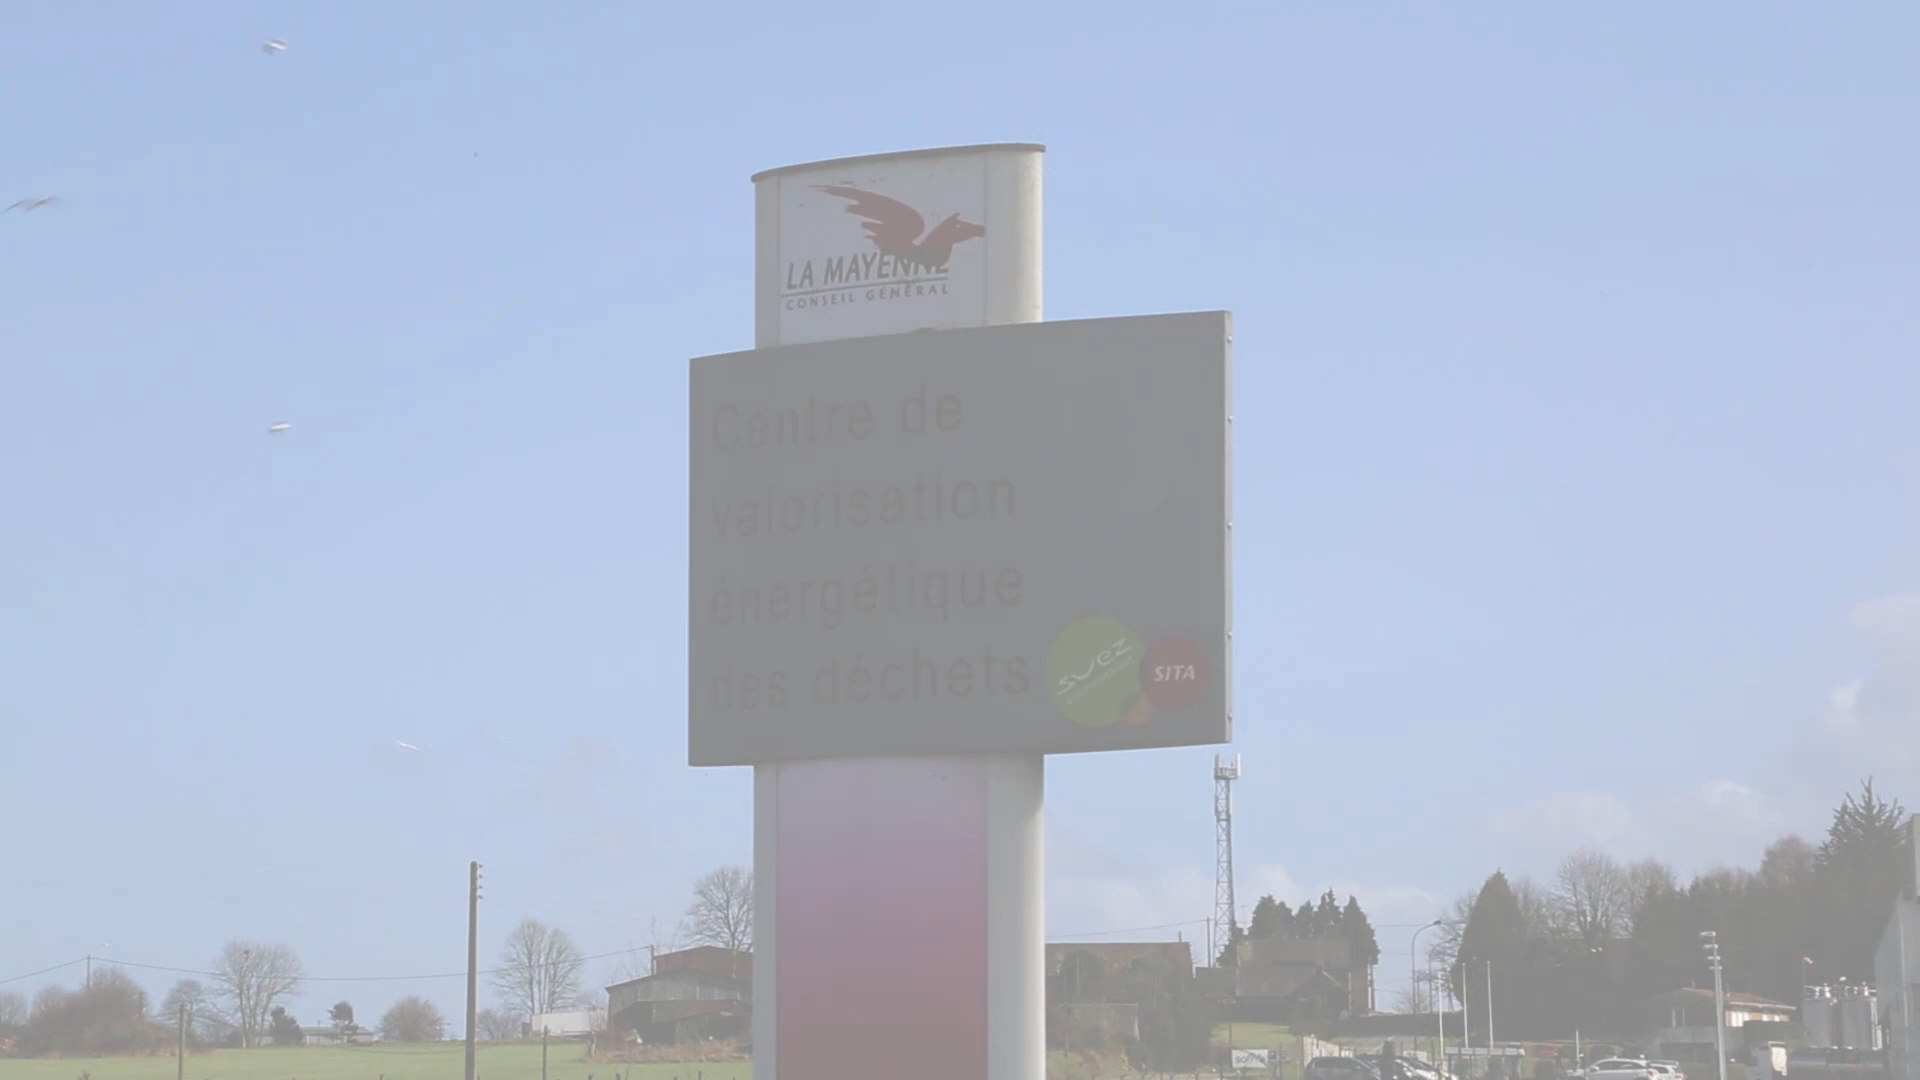 LA MAYENNE
CONSEIL GÉNÉRAL
Centre de
valorisation
énergétique
des déchets
suez
SITA